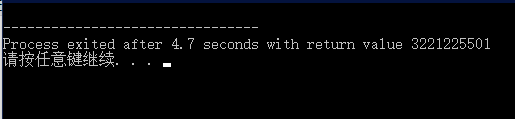 --------------------------------
Process exited after 4.7 seconds with return value 3221225501
请按任意键继续. . .